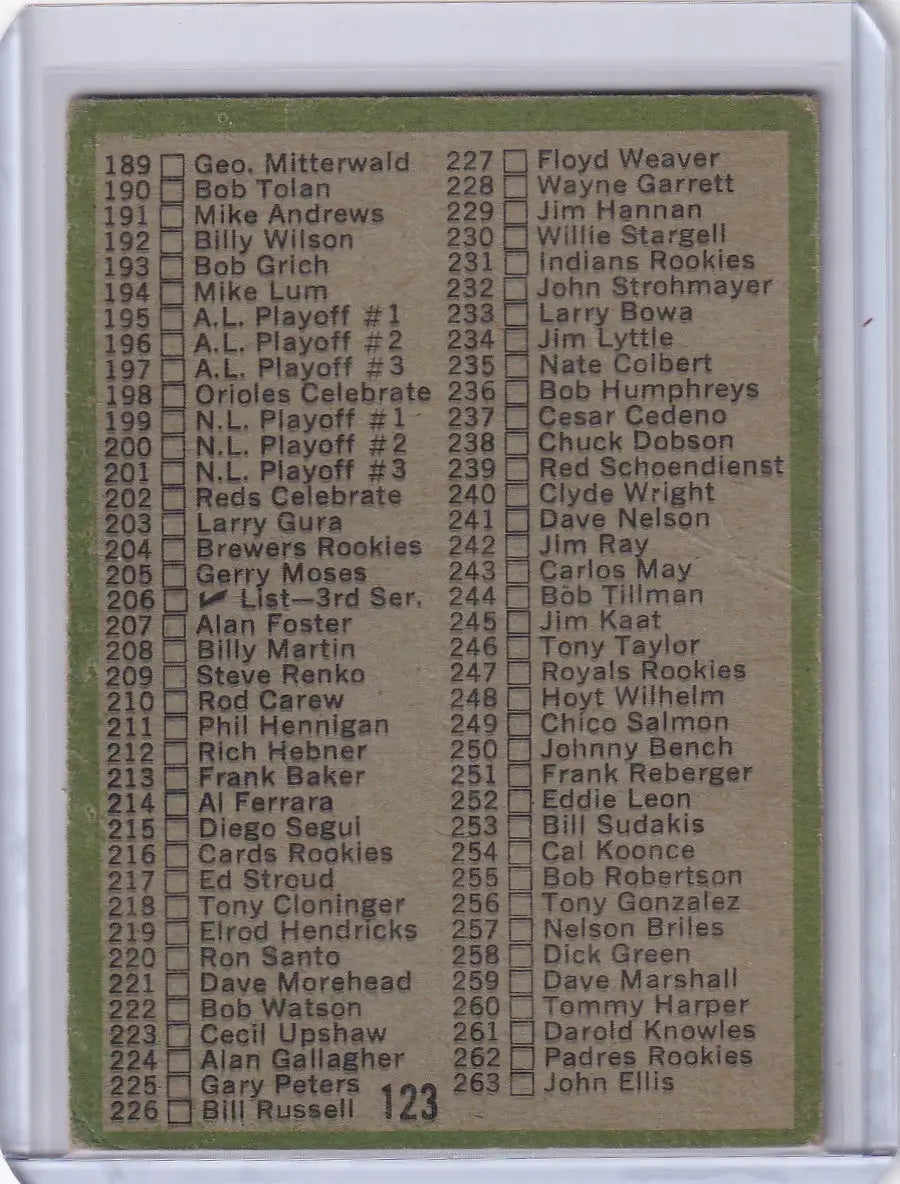 189 Geo. Mitterwald
190 Bob Tolan
191 Mike Andrews
192 Billy Wilson
193 Bob Grich
194 Mike Lum
195 A.L. Playoff #1
196 A.L. Playoff #2
197 A.L. Playoff #3
198 Orioles Celebrate
199 N.L. Playoff #1
200 N.L. Playoff #2
201 N.L. Playoff #3
202 Reds Celebrate
203 Larry Gura
204 Brewers Rookies
205 Gerry Moses
206 ✔ List—3rd Ser.
207 Alan Foster
208 Billy Martin
209 Steve Renko
210 Rod Carew
211 Phil Hennigan
212 Rich Hebner
213 Frank Baker
214 Al Ferrara
215 Diego Segui
216 Cards Rookies
217 Ed Stroud
218 Tony Cloninger
219 Elrod Hendricks
220 Ron Santo
221 Dave Morehead
222 Bob Watson
223 Cecil Upshaw
224 Alan Gallagher
225 Gary Peters
226 Bill Russell
227 Floyd Weaver
228 Wayne Garrett
229 Jim Hannan
230 Willie Stargell
231 Indians Rookies
232 John Strohmayer
233 Larry Bowa
234 Jim Lyttle
235 Nate Colbert
236 Bob Humphreys
237 Cesar Cedeno
238 Chuck Dobson
239 Red Schoendienst
240 Clyde Wright
241 Dave Nelson
242 Jim Ray
243 Carlos May
244 Bob Tillman
245 Jim Kaat
246 Tony Taylor
247 Royals Rookies
248 Hoyt Wilhelm
249 Chico Salmon
250 Johnny Bench
251 Frank Reberger
252 Eddie Leon
253 Bill Sudakis
254 Cal Koonce
255 Bob Robertson
256 Tony Gonzalez
257 Nelson Briles
258 Dick Green
259 Dave Marshall
260 Tommy Harper
261 Darold Knowles
262 Padres Rookies
263 John Ellis
123